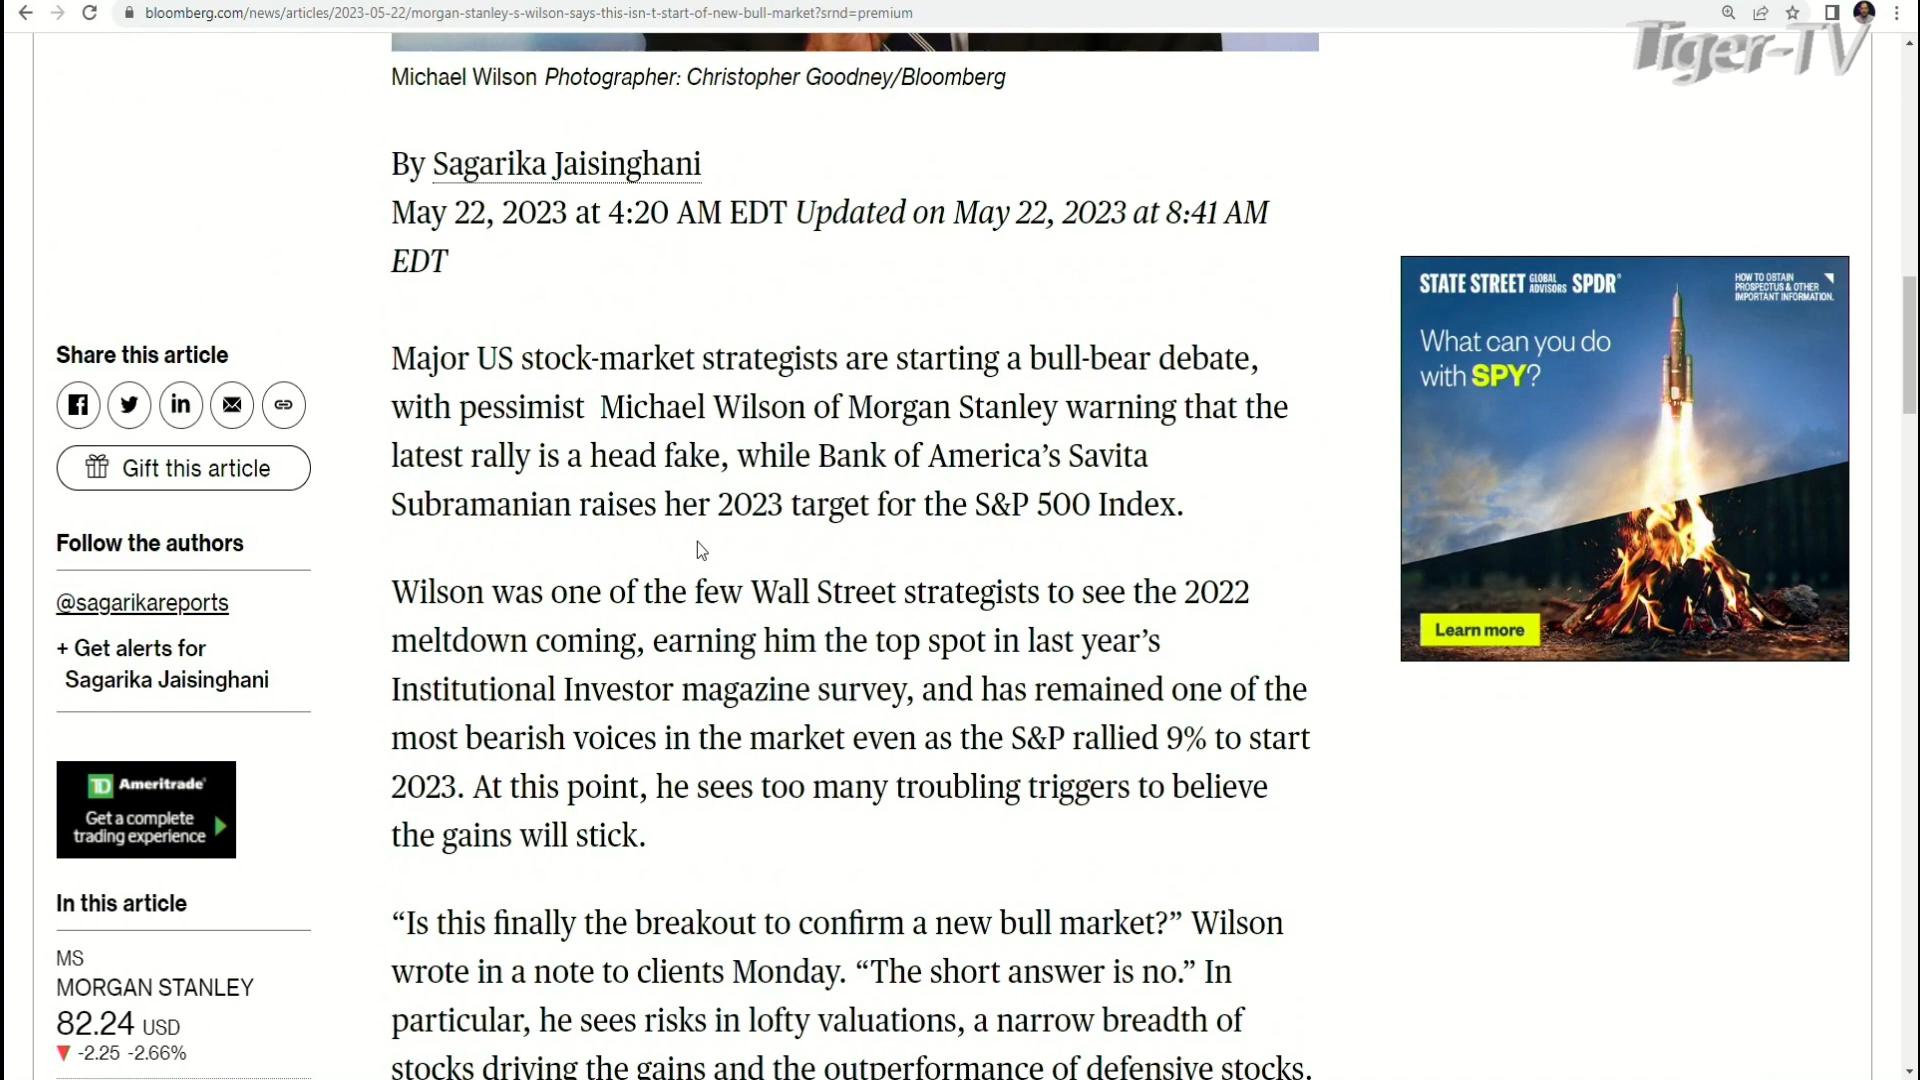 bloomberg.com/news/articles/2023-05-22/morgan-stanley-s-wilson-says-this-isn-t-start-of-new-bull-market?srnd=premium
Tiger-TV
Michael Wilson Photographer: Christopher Goodney/Bloomberg
By Sagarika Jaisinghani
May 22, 2023 at 4:20 AM EDT Updated on May 22, 2023 at 8:41 AM
EDT
Share this article
Gift this article
Follow the authors
@sagarikareports
+ Get alerts for
Sagarika Jaisinghani
TD Ameritrade
Get a complete
trading experience
In this article
MS
MORGAN STANLEY
82.24 USD
-2.25 -2.66%
Major US stock-market strategists are starting a bull-bear debate,
with pessimist Michael Wilson of Morgan Stanley warning that the
latest rally is a head fake, while Bank of America’s Savita
Subramanian raises her 2023 target for the S&P 500 Index.
Wilson was one of the few Wall Street strategists to see the 2022
meltdown coming, earning him the top spot in last year’s
Institutional Investor magazine survey, and has remained one of the
most bearish voices in the market even as the S&P rallied 9% to start
2023. At this point, he sees too many troubling triggers to believe
the gains will stick.
“Is this finally the breakout to confirm a new bull market?” Wilson
wrote in a note to clients Monday. “The short answer is no.” In
particular, he sees risks in lofty valuations, a narrow breadth of
stocks driving the gains and the outperformance of defensive stocks.
STATE STREET GLOBAL ADVISORS SPDR®
HOW TO OBTAIN
PROSPECTUS & OTHER
IMPORTANT INFORMATION.
What can you do
with SPY?
Learn more